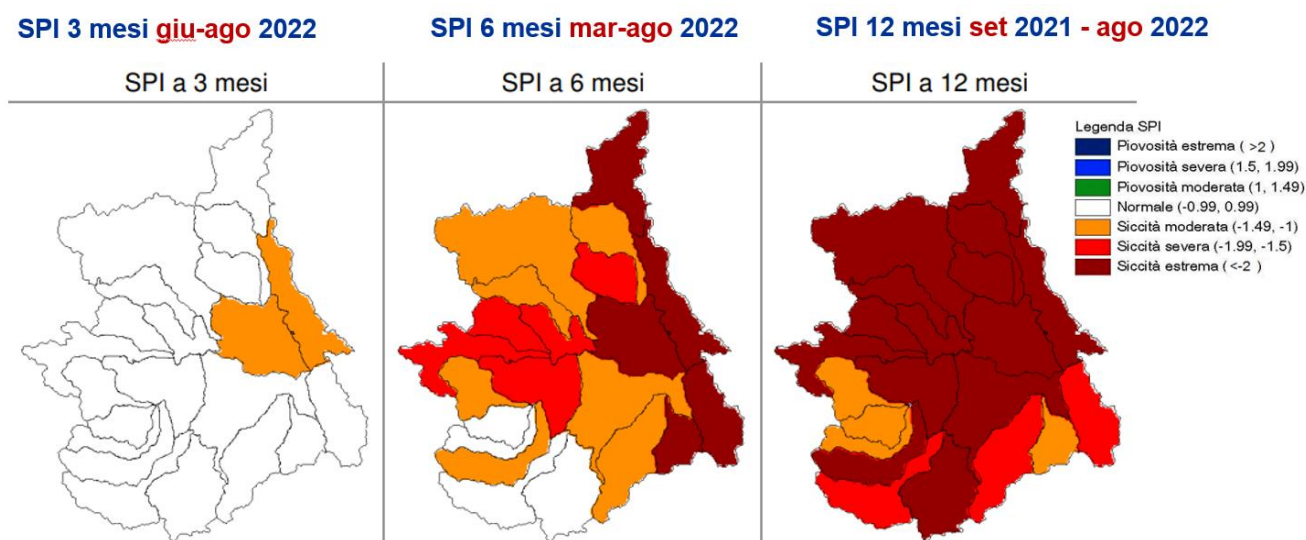 SPI 3 mesi giu-ago 2022
SPI 6 mesi mar-ago 2022
SPI 12 mesi set 2021 - ago 2022
SPI a 3 mesi
SPI a 6 mesi
SPI a 12 mesi
Legenda SPI
Piovosità estrema ( >2 )
Piovosità severa (1.5, 1.99)
Piovosità moderata (1, 1.49)
Normale (-0.99, 0.99)
Siccità moderata (-1.49, -1)
Siccità severa (-1.99, -1.5)
Siccità estrema ( <-2 )